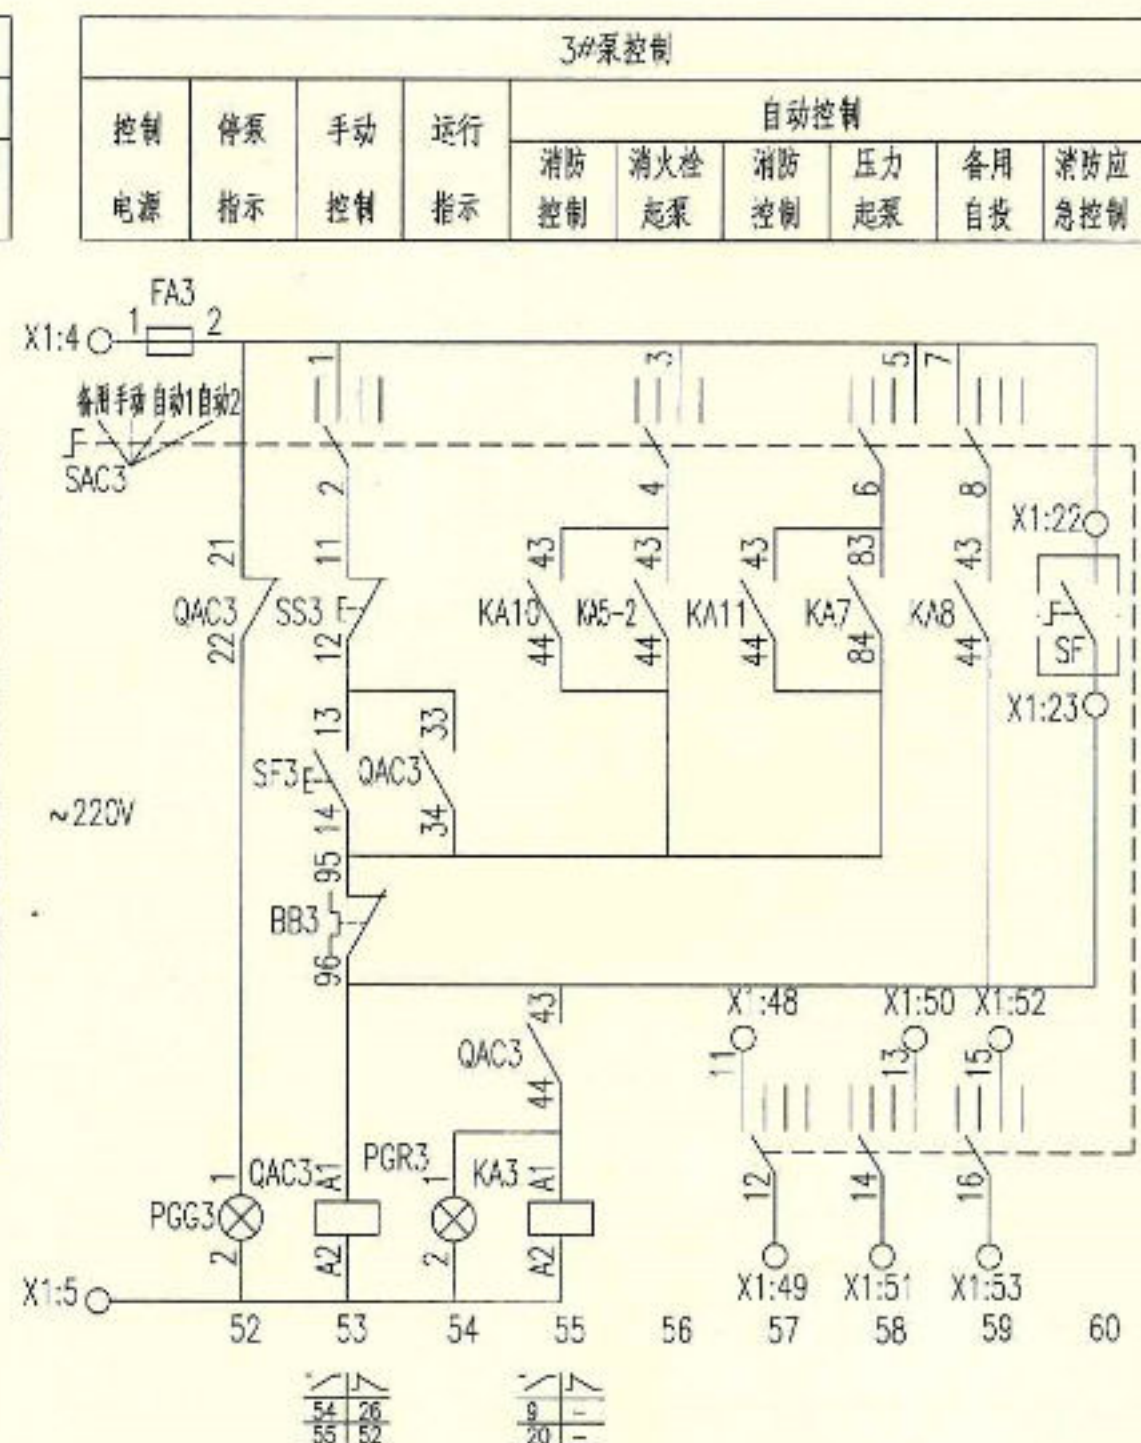 3#泵控制
控制电源
停泵指示
手动控制
运行指示
自动控制
消防控制
消火栓起泵
消防控制
压力起泵
备用自投
消防应急控制
FA3
X1:4 1 2
1 3 5 7
备用 手动 自动1 自动2
SAC3
2 4 6 8
X1:22
21 11 43 43 43 83 43
QAC3 SS3 KA10 KA5-2 KA11 KA7 KA8
SF
22 12 44 44 44 84 44
X1:23
13 33
SF3 QAC3
~220V
14 34
95
BB3
96
43
X1:48 X1:50 X1:52
QAC3
11 13 15
44
QAC3 A1 PGR3 1 KA3 A1
1
PGG3
12 14 16
2 A2 2 A2
X1:5
X1:49 X1:51 X1:53
52 53 54 55 56 57 58 59 60
54 26 9 -
55 52 20 -